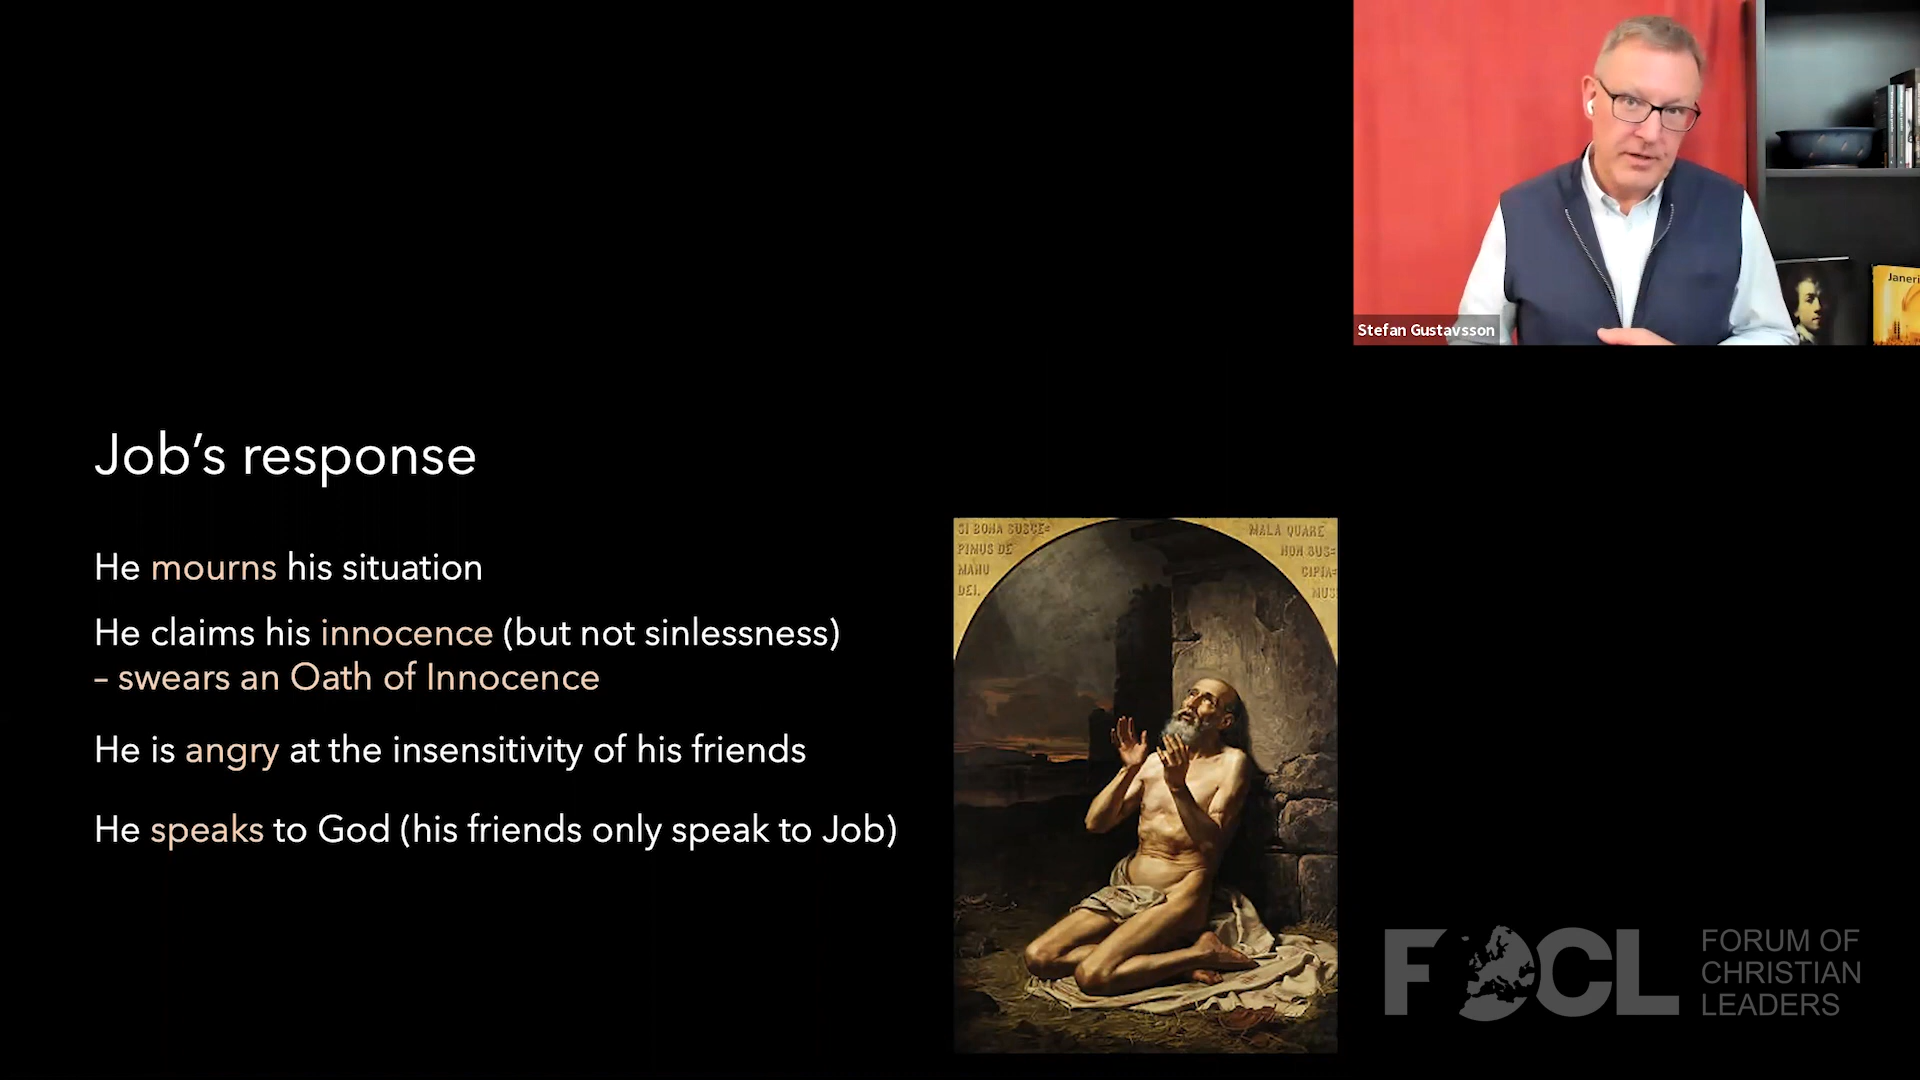 Stefan Gustavsson
Janeri
Job’s response
He mourns his situation
He claims his innocence (but not sinlessness)
– swears an Oath of Innocence
He is angry at the insensitivity of his friends
He speaks to God (his friends only speak to Job)
SI BONA SUSCE=
PIMUS DE
MANU
DEI,
MALA QUARE
NON SUS=
CIPIA=
MUS
FOCL
FORUM OF
CHRISTIAN
LEADERS